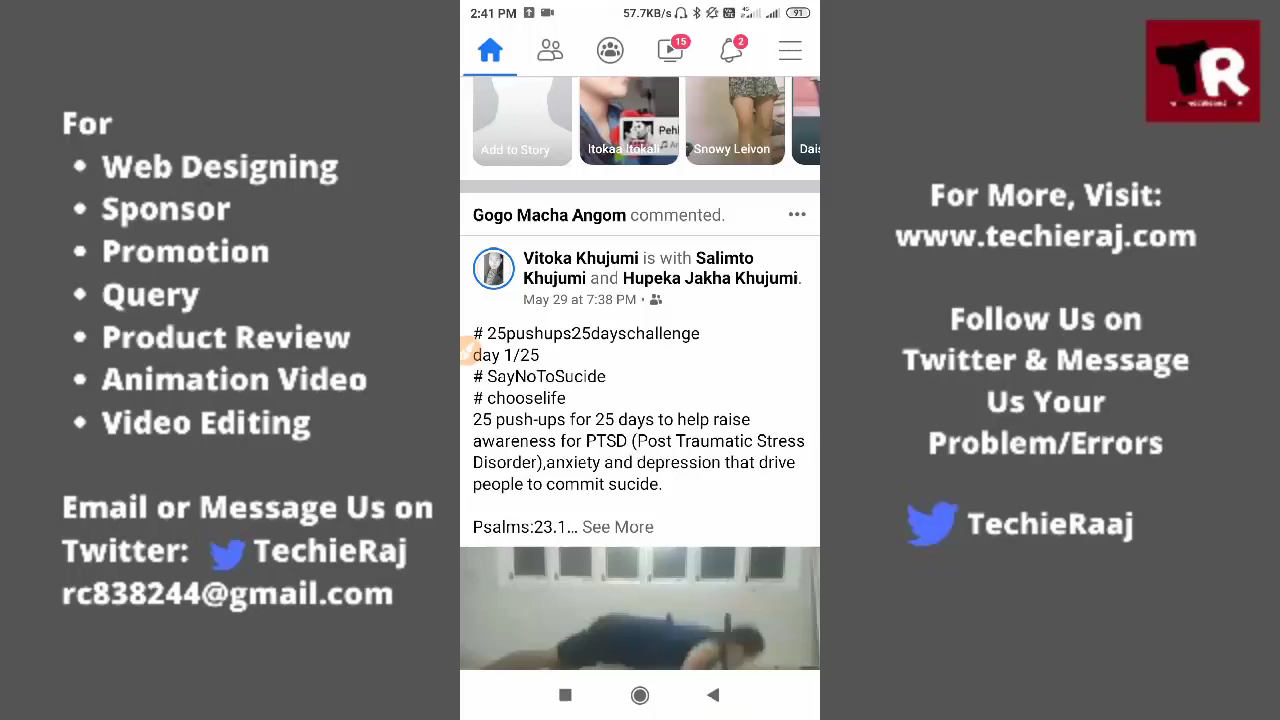 For
• Web Designing
• Sponsor
• Promotion
• Query
• Product Review
• Animation Video
• Video Editing
Email or Message Us on
Twitter: TechieRaj
rc838244@gmail.com
2:41 PM 57.7KB/s 4G 91
15
2
Add to Story
Itokaa Itokali
Pehl
Snowy Leivon
Dais
Gogo Macha Angom commented.
Vitoka Khujumi is with Salimto
Khujumi and Hupeka Jakha Khujumi.
May 29 at 7:38 PM •
# 25pushups25dayschallenge
day 1/25
# SayNoToSucide
# chooselife
25 push-ups for 25 days to help raise
awareness for PTSD (Post Traumatic Stress
Disorder),anxiety and depression that drive
people to commit sucide.
Psalms:23.1... See More
TR
For More, Visit:
www.techieraj.com
Follow Us on
Twitter & Message
Us Your
Problem/Errors
TechieRaaj